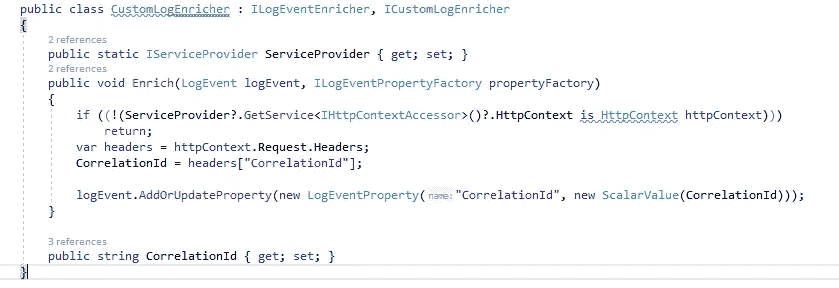 public class CustomLogEnricher : ILogEventEnricher, ICustomLogEnricher
{
2 references
public static IServiceProvider ServiceProvider { get; set; }
2 references
public void Enrich(LogEvent logEvent, ILogEventPropertyFactory propertyFactory)
{
if ((!(ServiceProvider?.GetService<IHttpContextAccessor>()?.HttpContext is HttpContext httpContext)))
return;
var headers = httpContext.Request.Headers;
CorrelationId = headers["CorrelationId"];
logEvent.AddOrUpdateProperty(new LogEventProperty(name: "CorrelationId", new ScalarValue(CorrelationId)));
}
3 references
public string CorrelationId { get; set; }
}